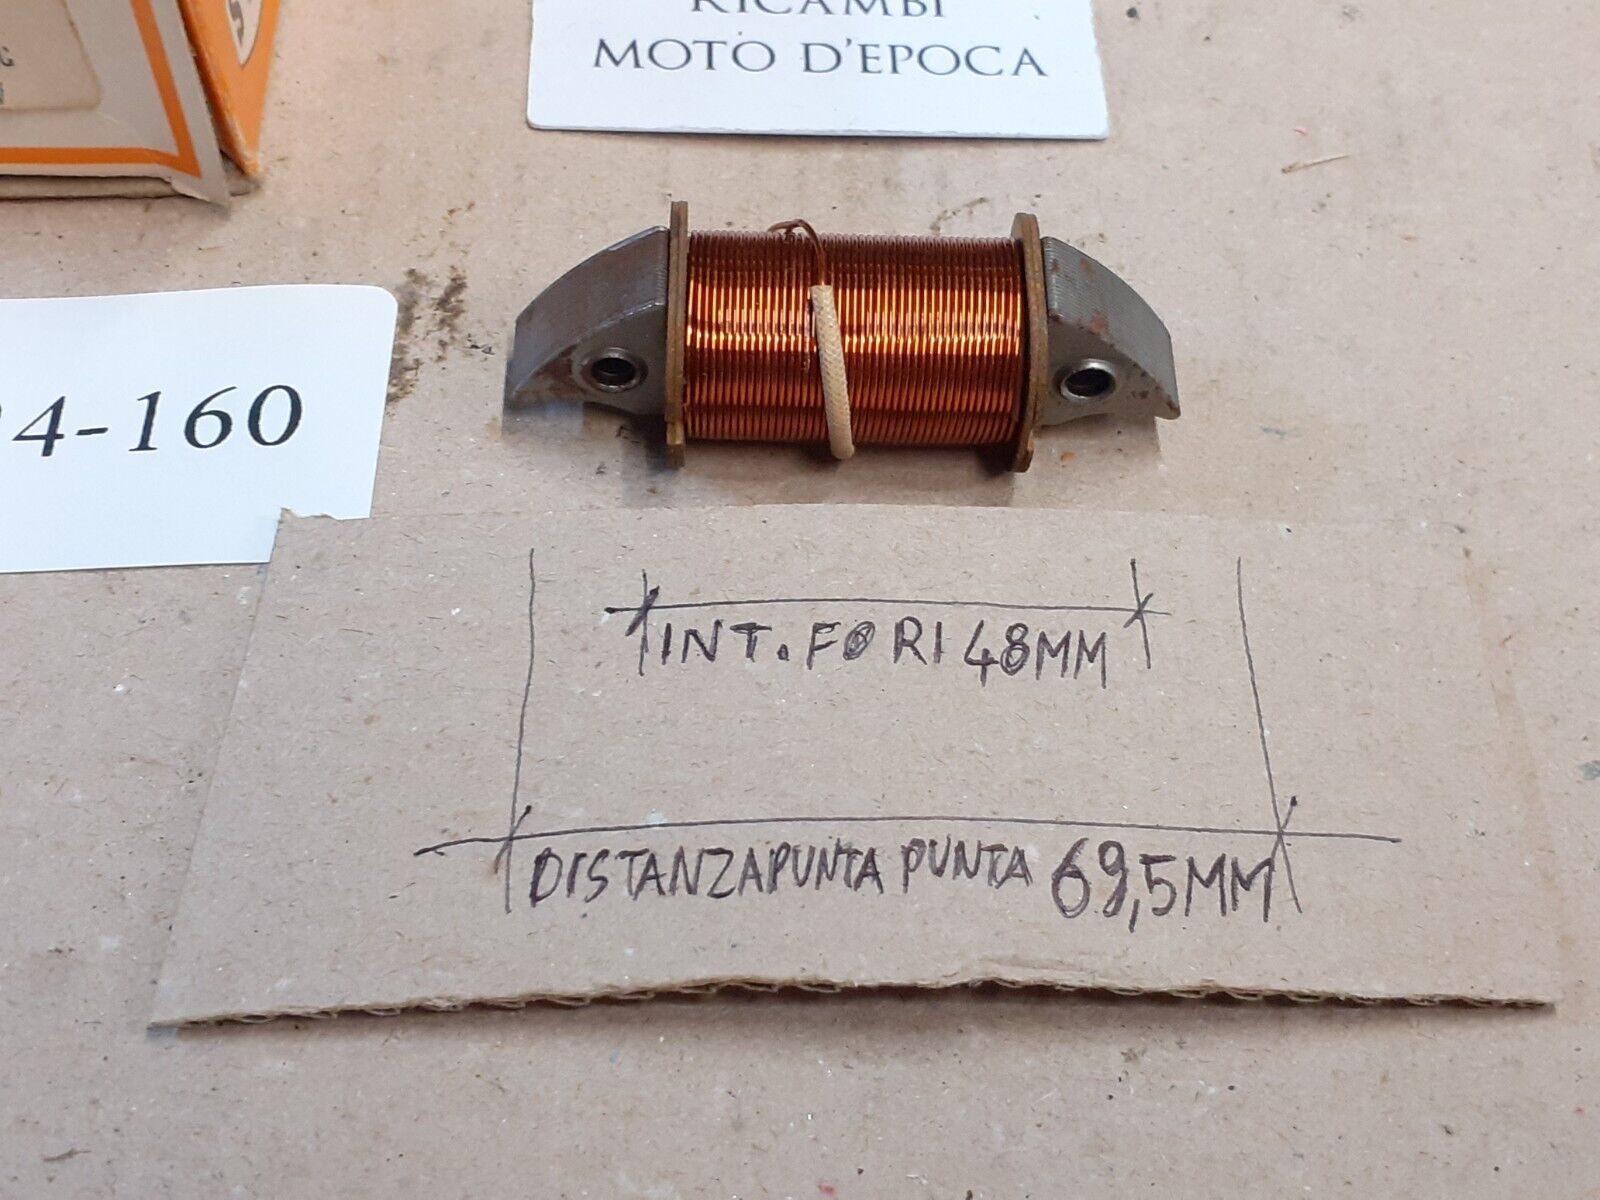 RICAMBI
MOTO D'EPOCA
4-160
INT. FORI 48MM
DISTANZA PUNTA PUNTA 69,5MM